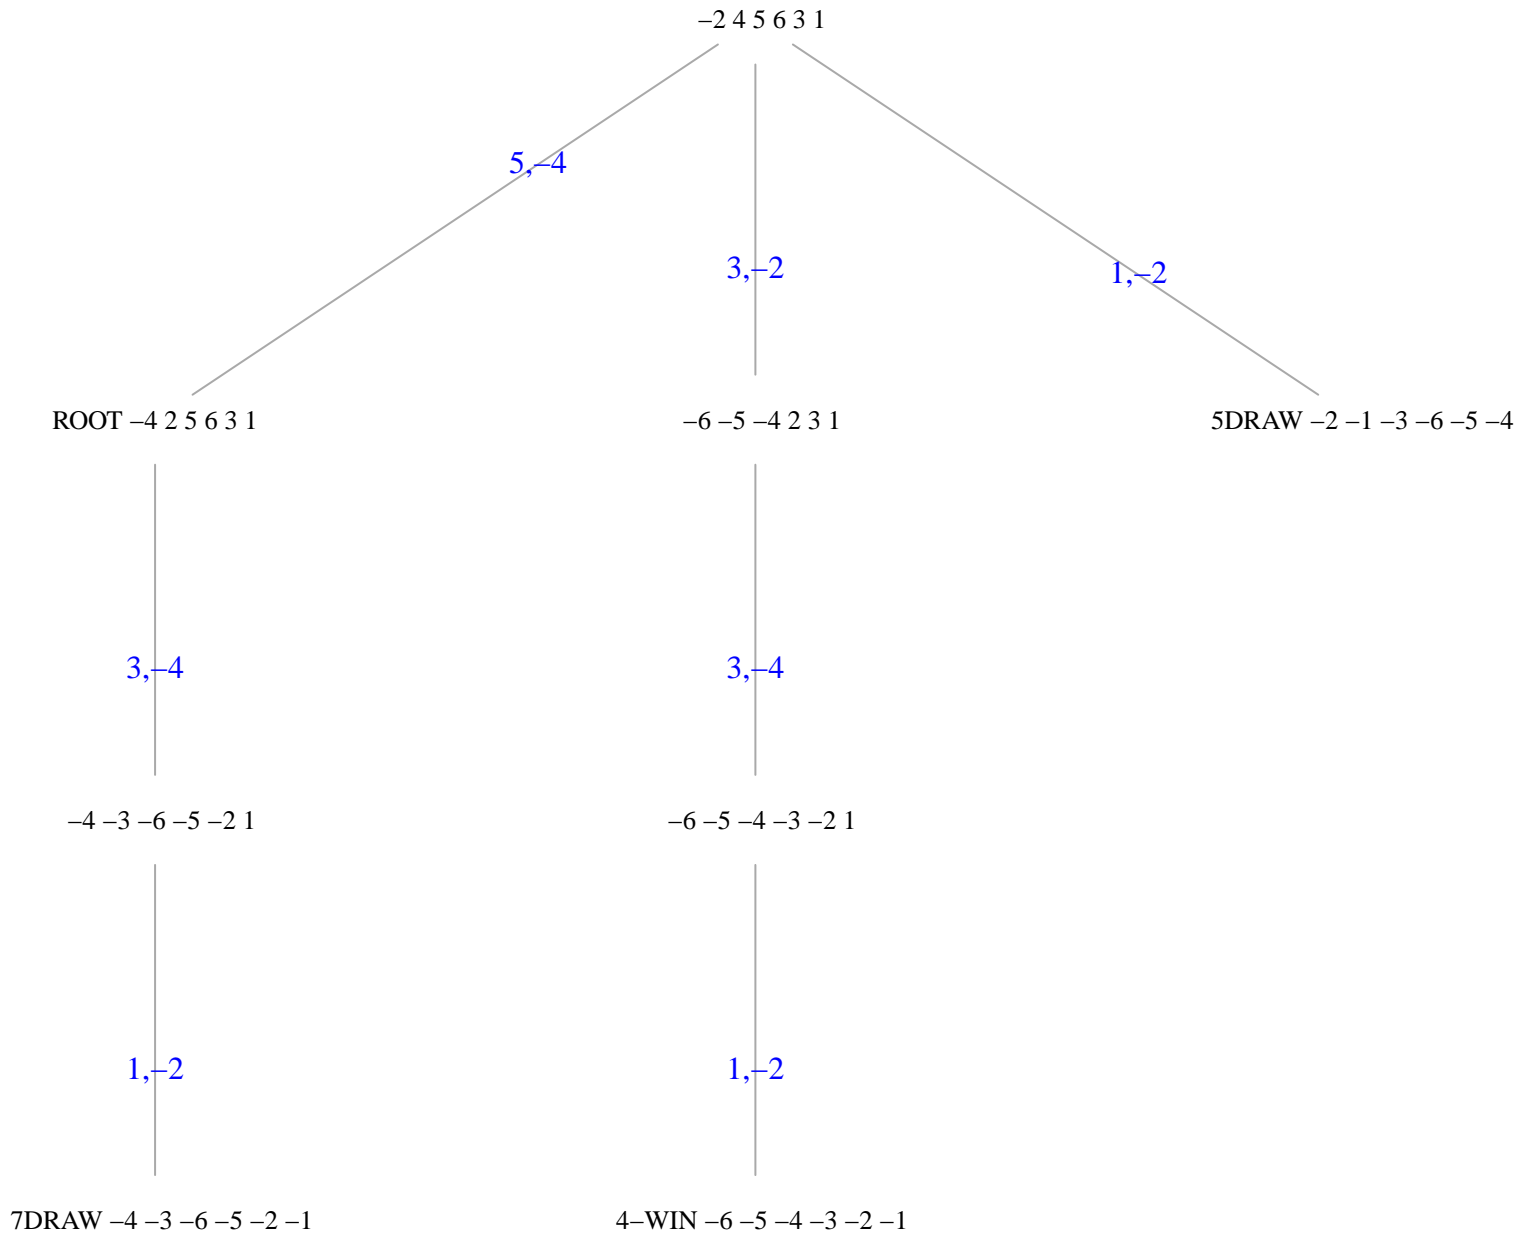 –2 4 5 6 3 1
5,–4
3,–2
1,–2
ROOT –4 2 5 6 3 1
–6 –5 –4 2 3 1
5DRAW –2 –1 –3 –6 –5 –4
3,–4
3,–4
–4 –3 –6 –5 –2 1
–6 –5 –4 –3 –2 1
1,–2
1,–2
7DRAW –4 –3 –6 –5 –2 –1
4–WIN –6 –5 –4 –3 –2 –1